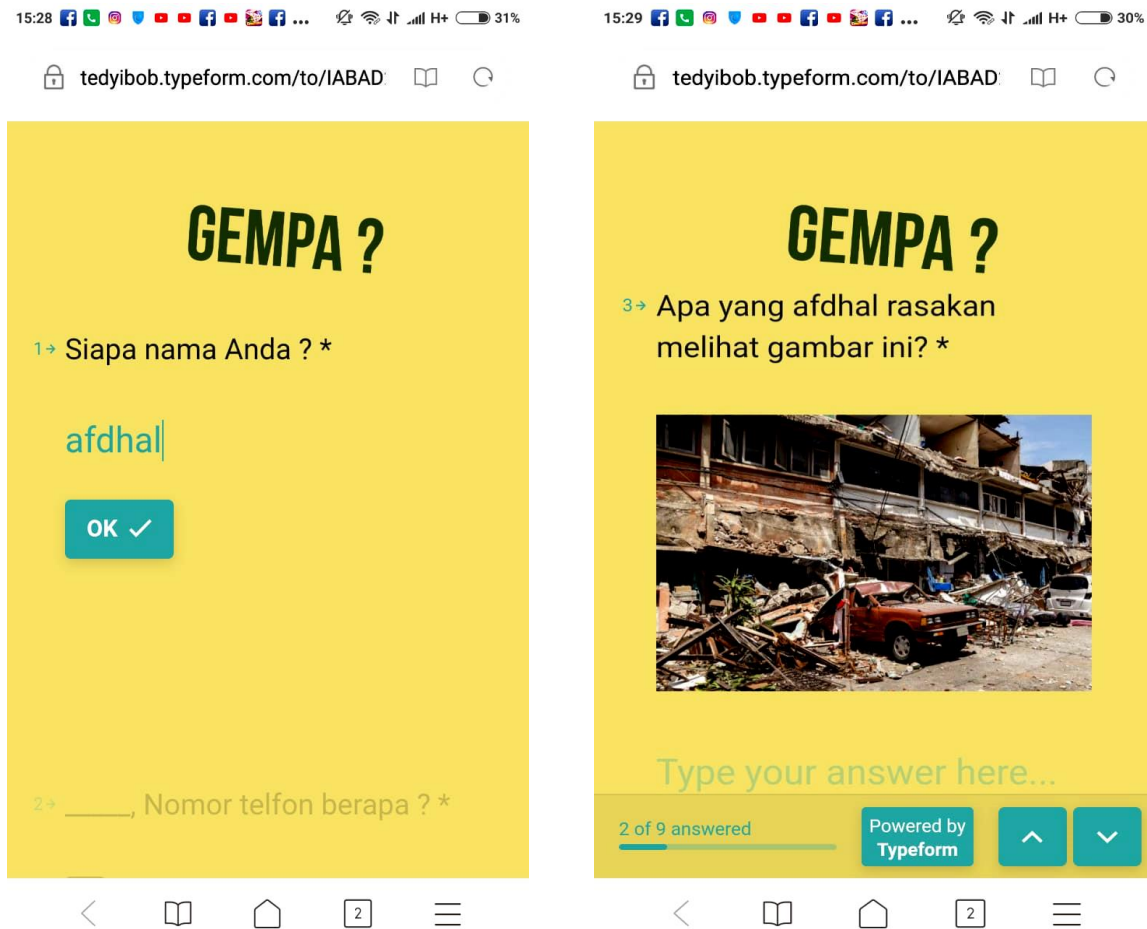 15:28 ... H+ 31%
tedyibob.typeform.com/to/IABAD
GEMPA ?
1→ Siapa nama Anda ? *
afdhal
OK
2→ _____, Nomor telfon berapa ? *
2
15:29 ... H+ 30%
tedyibob.typeform.com/to/IABAD
GEMPA ?
3→ Apa yang afdhal rasakan
melihat gambar ini? *
Type your answer here...
2 of 9 answered
Powered by
Typeform
2